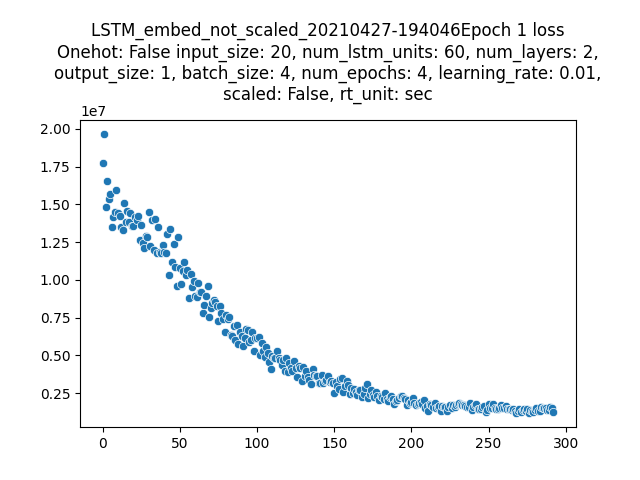 LSTM_embed_not_scaled_20210427-194046Epoch 1 loss
Onehot: False input_size: 20, num_lstm_units: 60, num_layers: 2,
output_size: 1, batch_size: 4, num_epochs: 4, learning_rate: 0.01,
scaled: False, rt_unit: sec
1e7
2.00
1.75
1.50
1.25
1.00
0.75
0.50
0.25
0 50 100 150 200 250 300